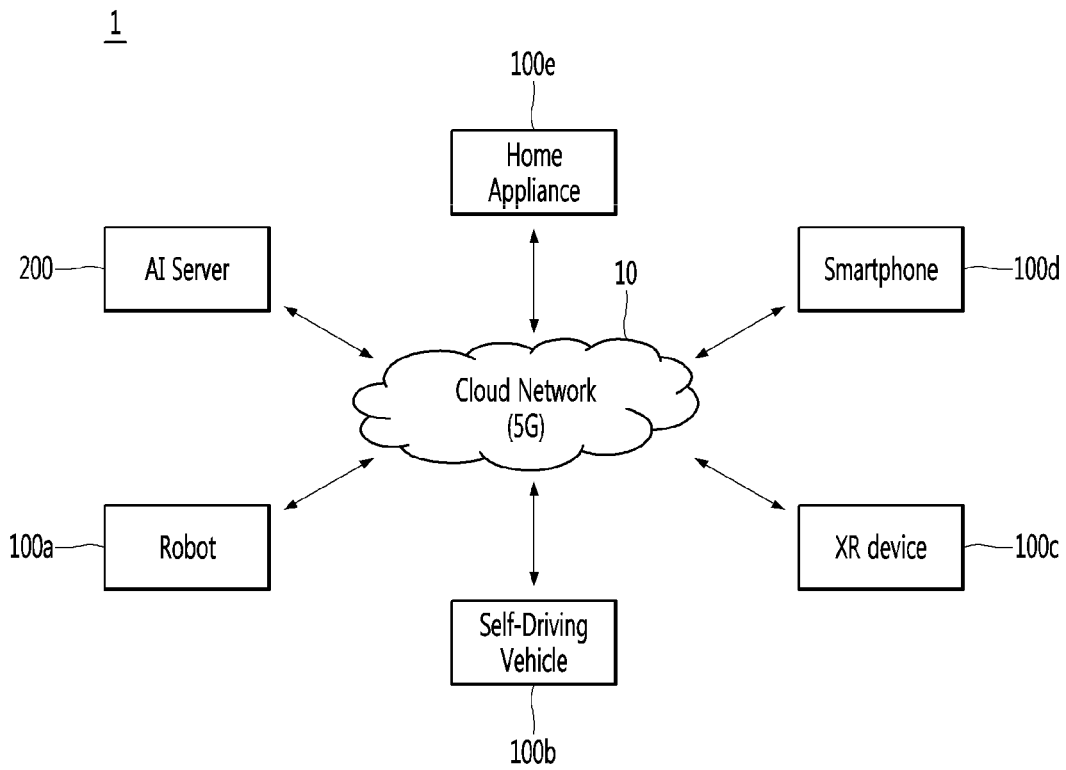 1
100e
Home
Appliance
200
AI Server
Smartphone
100d
10
Cloud Network
(5G)
100a
Robot
XR device
100c
Self-Driving
Vehicle
100b